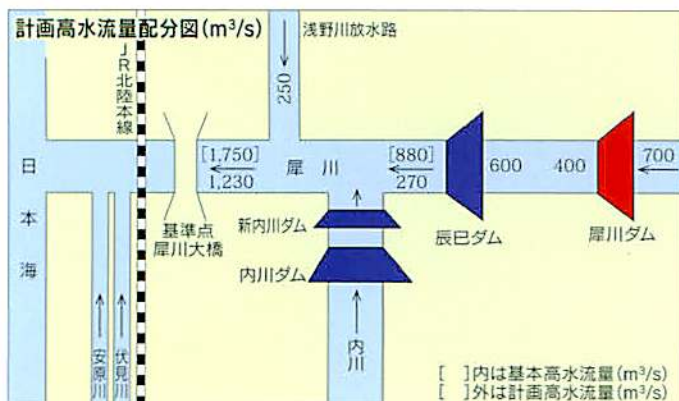 計画高水流量配分図(m³/s)
浅野川放水路
JR北陸本線
250
日本海
[1,750]
1,230
犀川
[880]
270
600
400
700
基準点
犀川大橋
新内川ダム
内川ダム
辰巳ダム
犀川ダム
内川
安原川
伏見川
[ ]内は基本高水流量(m³/s)
[ ]外は計画高水流量(m³/s)